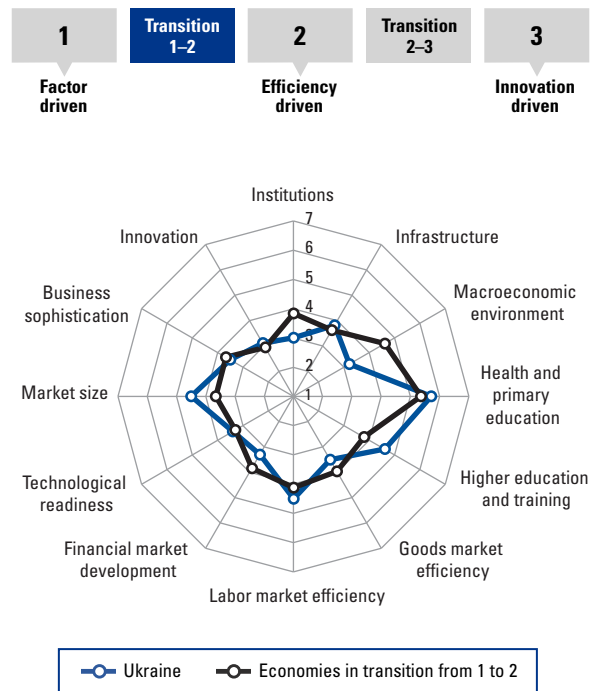 1
Transition
1–2
2
Transition
2–3
3
Factor
driven
Efficiency
driven
Innovation
driven
Institutions
7
Innovation
Infrastructure
6
5
Business
sophistication
Macroeconomic
environment
4
3
2
Market size
1
Health and
primary
education
Technological
readiness
Higher education
and training
Financial market
development
Goods market
efficiency
Labor market efficiency
Ukraine
Economies in transition from 1 to 2